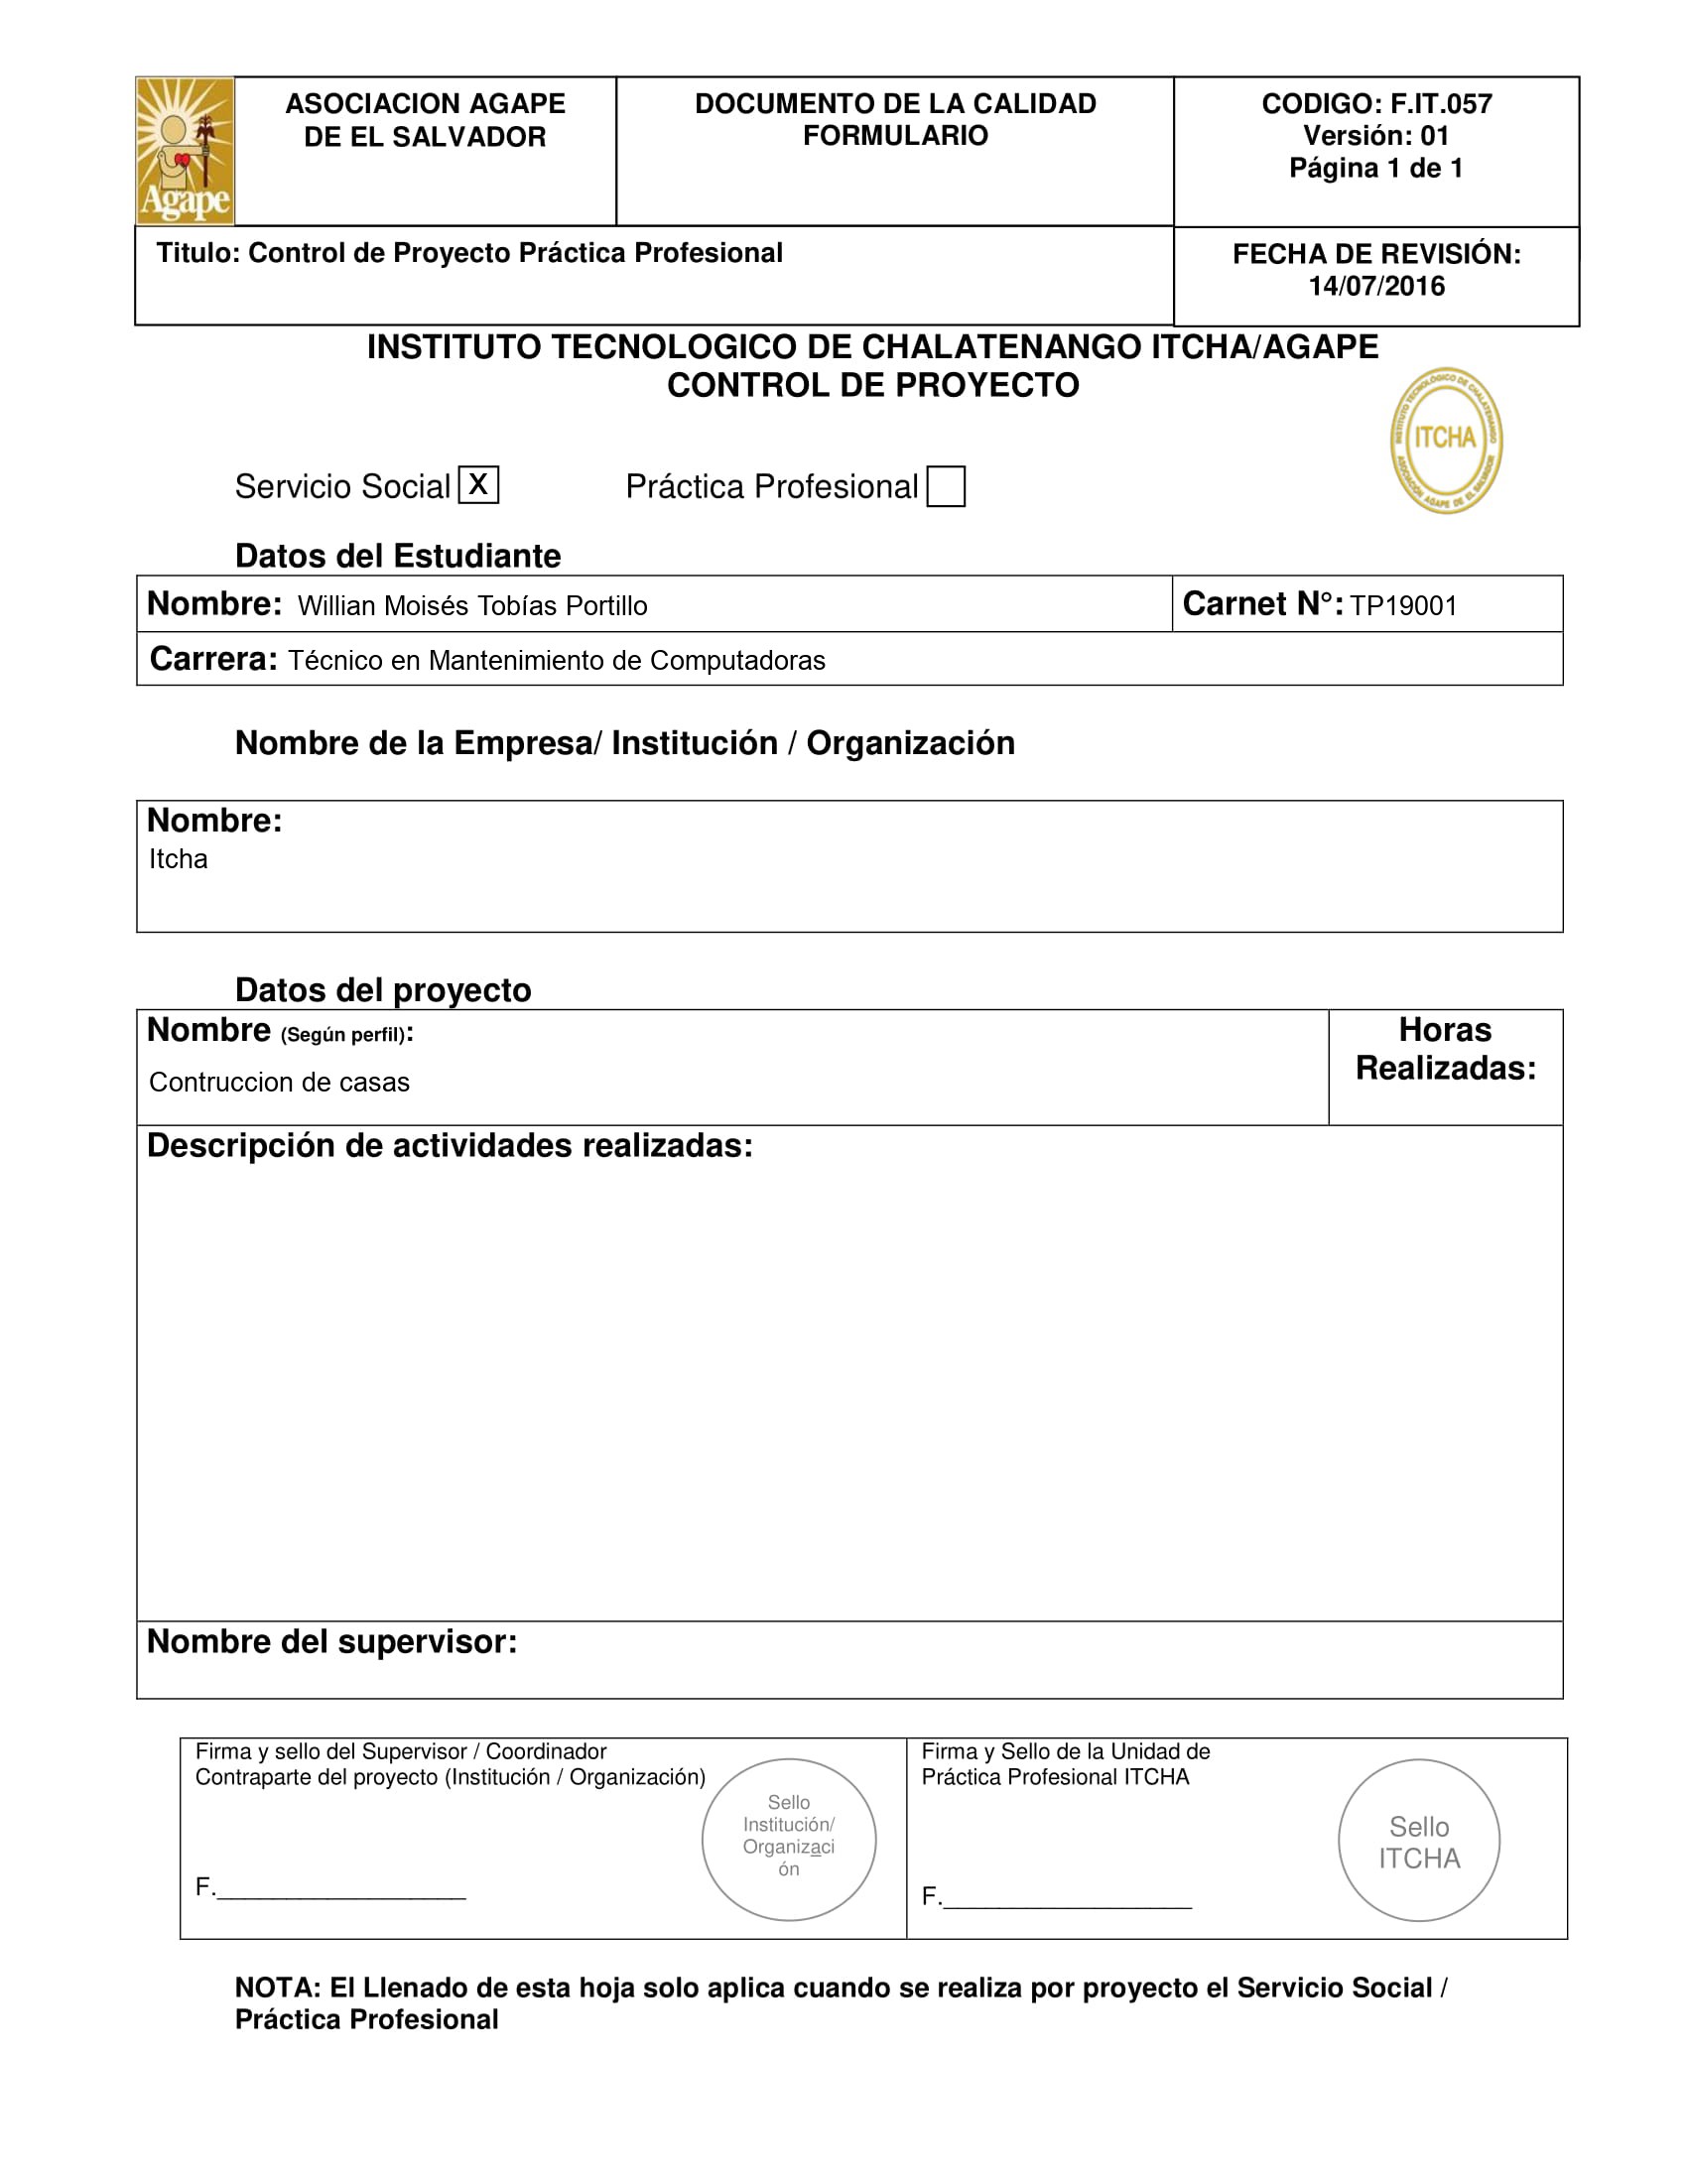 Agape
ASOCIACION AGAPE
DE EL SALVADOR
DOCUMENTO DE LA CALIDAD
FORMULARIO
CODIGO: F.IT.057
Versión: 01
Página 1 de 1
Titulo: Control de Proyecto Práctica Profesional
FECHA DE REVISIÓN:
14/07/2016
INSTITUTO TECNOLOGICO DE CHALATENANGO ITCHA/AGAPE
CONTROL DE PROYECTO
INSTITUTO TECNOLÓGICO DE CHALATENANGO
ITCHA
ASOCIACIÓN AGAPE DE EL SALVADOR
Servicio Social X Práctica Profesional
Datos del Estudiante
Nombre: Willian Moisés Tobías Portillo Carnet N°: TP19001
Carrera: Técnico en Mantenimiento de Computadoras
Nombre de la Empresa/ Institución / Organización
Nombre:
Itcha
Datos del proyecto
Nombre (Según perfil):
Contruccion de casas
Horas
Realizadas:
Descripción de actividades realizadas:
Nombre del supervisor:
Firma y sello del Supervisor / Coordinador
Contraparte del proyecto (Institución / Organización)
Sello
Institución/
Organizaci
ón
F.__________________
Firma y Sello de la Unidad de
Práctica Profesional ITCHA
Sello
ITCHA
F.__________________
NOTA: El Llenado de esta hoja solo aplica cuando se realiza por proyecto el Servicio Social /
Práctica Profesional